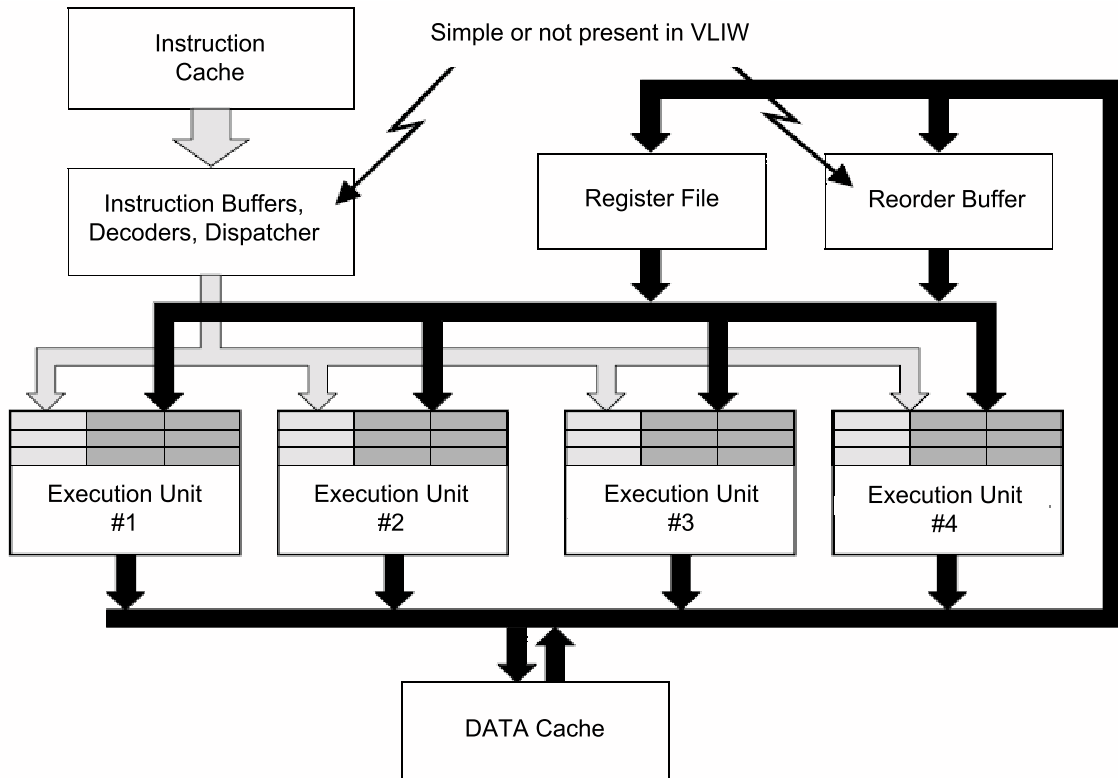 Instruction
Cache
Simple or not present in VLIW
Instruction Buffers,
Decoders, Dispatcher
Register File
Reorder Buffer
Execution Unit
#1
Execution Unit
#2
Execution Unit
#3
Execution Unit
#4
DATA Cache